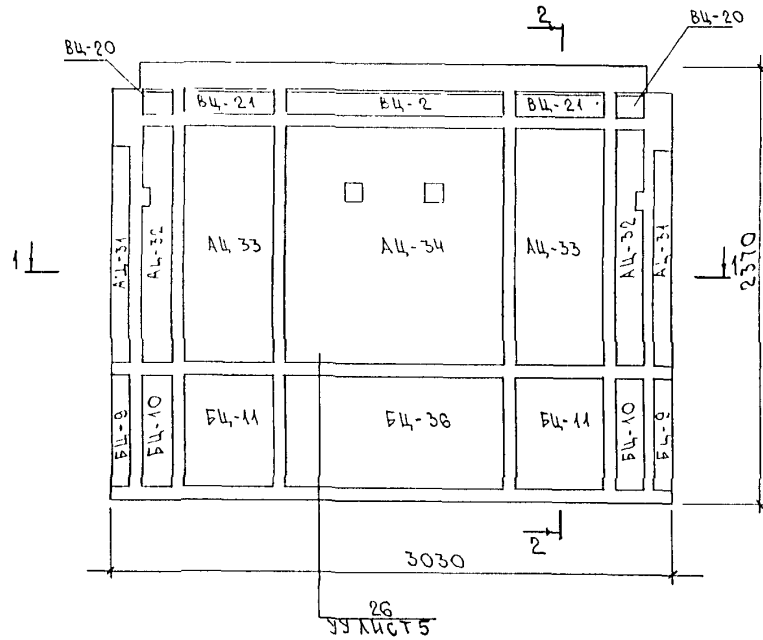 2
ВЦ-20
ВЦ-20
ВЦ-21
ВЦ-2
ВЦ-21
АЦ-31
АЦ-32
АЦ 33
АЦ-34
АЦ-33
АЦ-32
АЦ-31
1
1
2370
БЦ-9
БЦ-10
БЦ-11
БЦ-36
БЦ-11
БЦ-10
БЦ-9
2
3030
26
УУ ЛИСТ 5